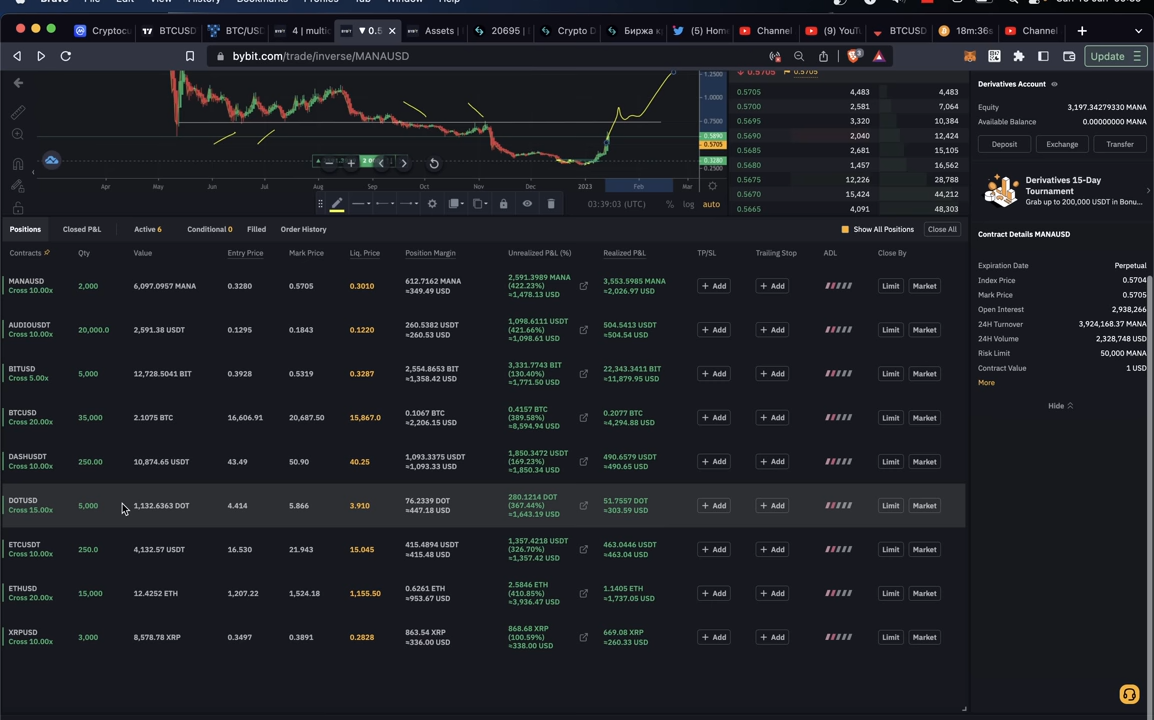 Brave File Edit View History Bookmarks Profiles Tab Window Help
Cryptocu
BTCUSD
BTC/USD
4 | multic
▼ 0.5
Assets |
20695 |
Crypto D
Биржа к
(5) Hom
Channel
(9) YouT
BTCUSD
18m:36s
Channel
bybit.com/trade/inverse/MANAUSD
Update
1.2500
1.0000
0.7500
0.5890
0.5705
0.3280
0.2500
Apr May Jun Jul Aug Sep Oct Nov Dec 2023 Feb Mar
03:39:03 (UTC) % log auto
0.5705 0.5705
0.5705 4,483 4,483
0.5700 2,581 7,064
0.5695 3,320 10,384
0.5690 2,040 12,424
0.5685 2,681 15,105
0.5680 1,457 16,562
0.5675 12,226 28,788
0.5670 15,424 44,212
0.5665 4,091 48,303
Derivatives Account
Equity 3,197.34279330 MANA
Available Balance 0.00000000 MANA
Deposit Exchange Transfer
Derivatives 15-Day
Tournament
Grab up to 200,000 USDT in Bonu...
Contract Details MANAUSD
Expiration Date Perpetual
Index Price 0.5704
Mark Price 0.5705
Open Interest 2,938,266
24H Turnover 3,924,168.37 MANA
24H Volume 2,328,748 USD
Risk Limit 50,000 MANA
Contract Value 1 USD
More
Hide
Positions Closed P&L Active 6 Conditional 0 Filled Order History Show All Positions Close All
Contracts Qty Value Entry Price Mark Price Liq. Price Position Margin Unrealized P&L (%) Realized P&L TP/SL Trailing Stop ADL Close By
MANAUSD
Cross 10.00x 2,000 6,097.0957 MANA 0.3280 0.5705 0.3010 612.7162 MANA
≈349.49 USD 2,591.3989 MANA
(422.23%)
≈1,478.13 USD 3,553.5985 MANA
≈2,026.97 USD + Add + Add Limit Market
AUDIOUSDT
Cross 10.00x 20,000.0 2,591.38 USDT 0.1295 0.1843 0.1220 260.5382 USDT
≈260.53 USD 1,098.6111 USDT
(421.66%)
≈1,098.61 USD 504.5413 USDT
≈504.54 USD + Add + Add Limit Market
BITUSD
Cross 5.00x 5,000 12,728.5041 BIT 0.3928 0.5319 0.3287 2,554.8653 BIT
≈1,358.42 USD 3,331.7743 BIT
(130.40%)
≈1,771.50 USD 22,343.3411 BIT
≈11,879.95 USD + Add + Add Limit Market
BTCUSD
Cross 20.00x 35,000 2.1075 BTC 16,606.91 20,687.50 15,867.0 0.1067 BTC
≈2,206.15 USD 0.4157 BTC
(389.58%)
≈8,594.94 USD 0.2077 BTC
≈4,294.88 USD + Add + Add Limit Market
DASHUSDT
Cross 10.00x 250.00 10,874.65 USDT 43.49 50.90 40.25 1,093.3375 USDT
≈1,093.33 USD 1,850.3472 USDT
(169.23%)
≈1,850.34 USD 490.6579 USDT
≈490.65 USD + Add + Add Limit Market
DOTUSD
Cross 15.00x 5,000 1,132.6363 DOT 4.414 5.866 3.910 76.2339 DOT
≈447.18 USD 280.1214 DOT
(367.44%)
≈1,643.19 USD 51.7557 DOT
≈303.59 USD + Add + Add Limit Market
ETCUSDT
Cross 10.00x 250.0 4,132.57 USDT 16.530 21.943 15.045 415.4894 USDT
≈415.48 USD 1,357.4218 USDT
(326.70%)
≈1,357.42 USD 463.0446 USDT
≈463.04 USD + Add + Add Limit Market
ETHUSD
Cross 20.00x 15,000 12.4252 ETH 1,207.22 1,524.18 1,155.50 0.6261 ETH
≈953.67 USD 2.5846 ETH
(410.85%)
≈3,936.47 USD 1.1405 ETH
≈1,737.05 USD + Add + Add Limit Market
XRPUSD
Cross 10.00x 3,000 8,578.78 XRP 0.3497 0.3891 0.2828 863.54 XRP
≈336.00 USD 868.68 XRP
(100.59%)
≈338.00 USD 669.08 XRP
≈260.33 USD + Add + Add Limit Market